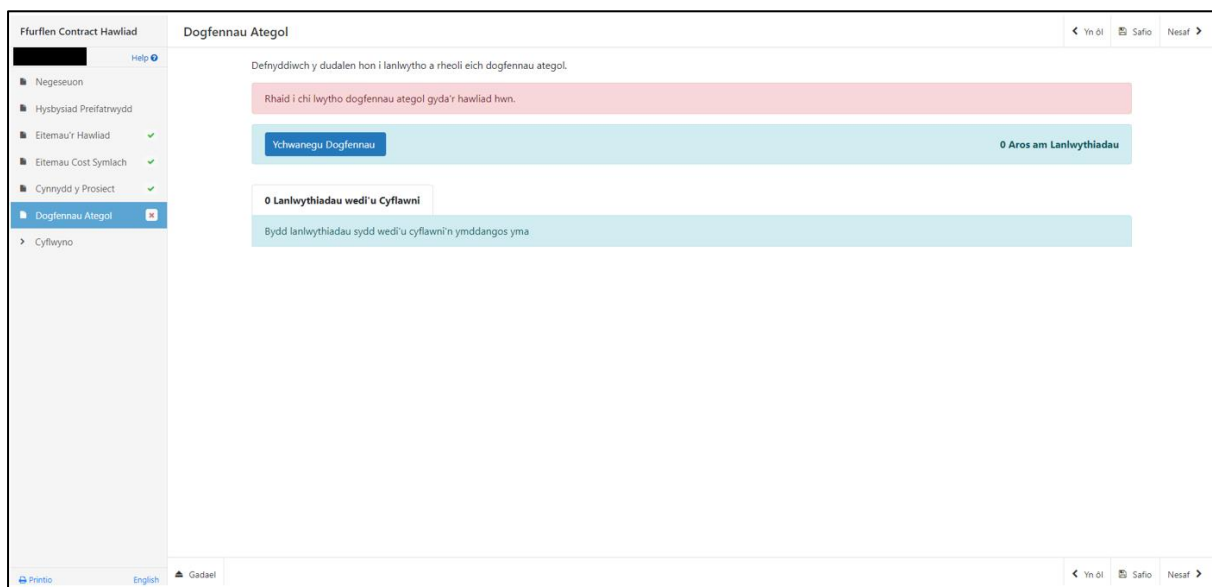 Ffurflen Contract Hawliad
Help
Negeseuon
Hysbysiad Preifatrwydd
Eitemau'r Hawliad
Eitemau Cost Symlach
Cynnydd y Prosiect
Dogfennau Ategol
Cyflwyno
Printio
English
Dogfennau Ategol
Yn ôl
Safio
Nesaf
Defnyddiwch y dudalen hon i lanlwytho a rheoli eich dogfennau ategol.
Rhaid i chi lwytho dogfennau ategol gyda'r hawliad hwn.
Ychwanegu Dogfennau
0 Aros am Lanlwythiadau
0 Lanlwythiadau wedi'u Cyflawni
Bydd lanlwythiadau sydd wedi'u cyflawni'n ymddangos yma
Gadael
Yn ôl
Safio
Nesaf